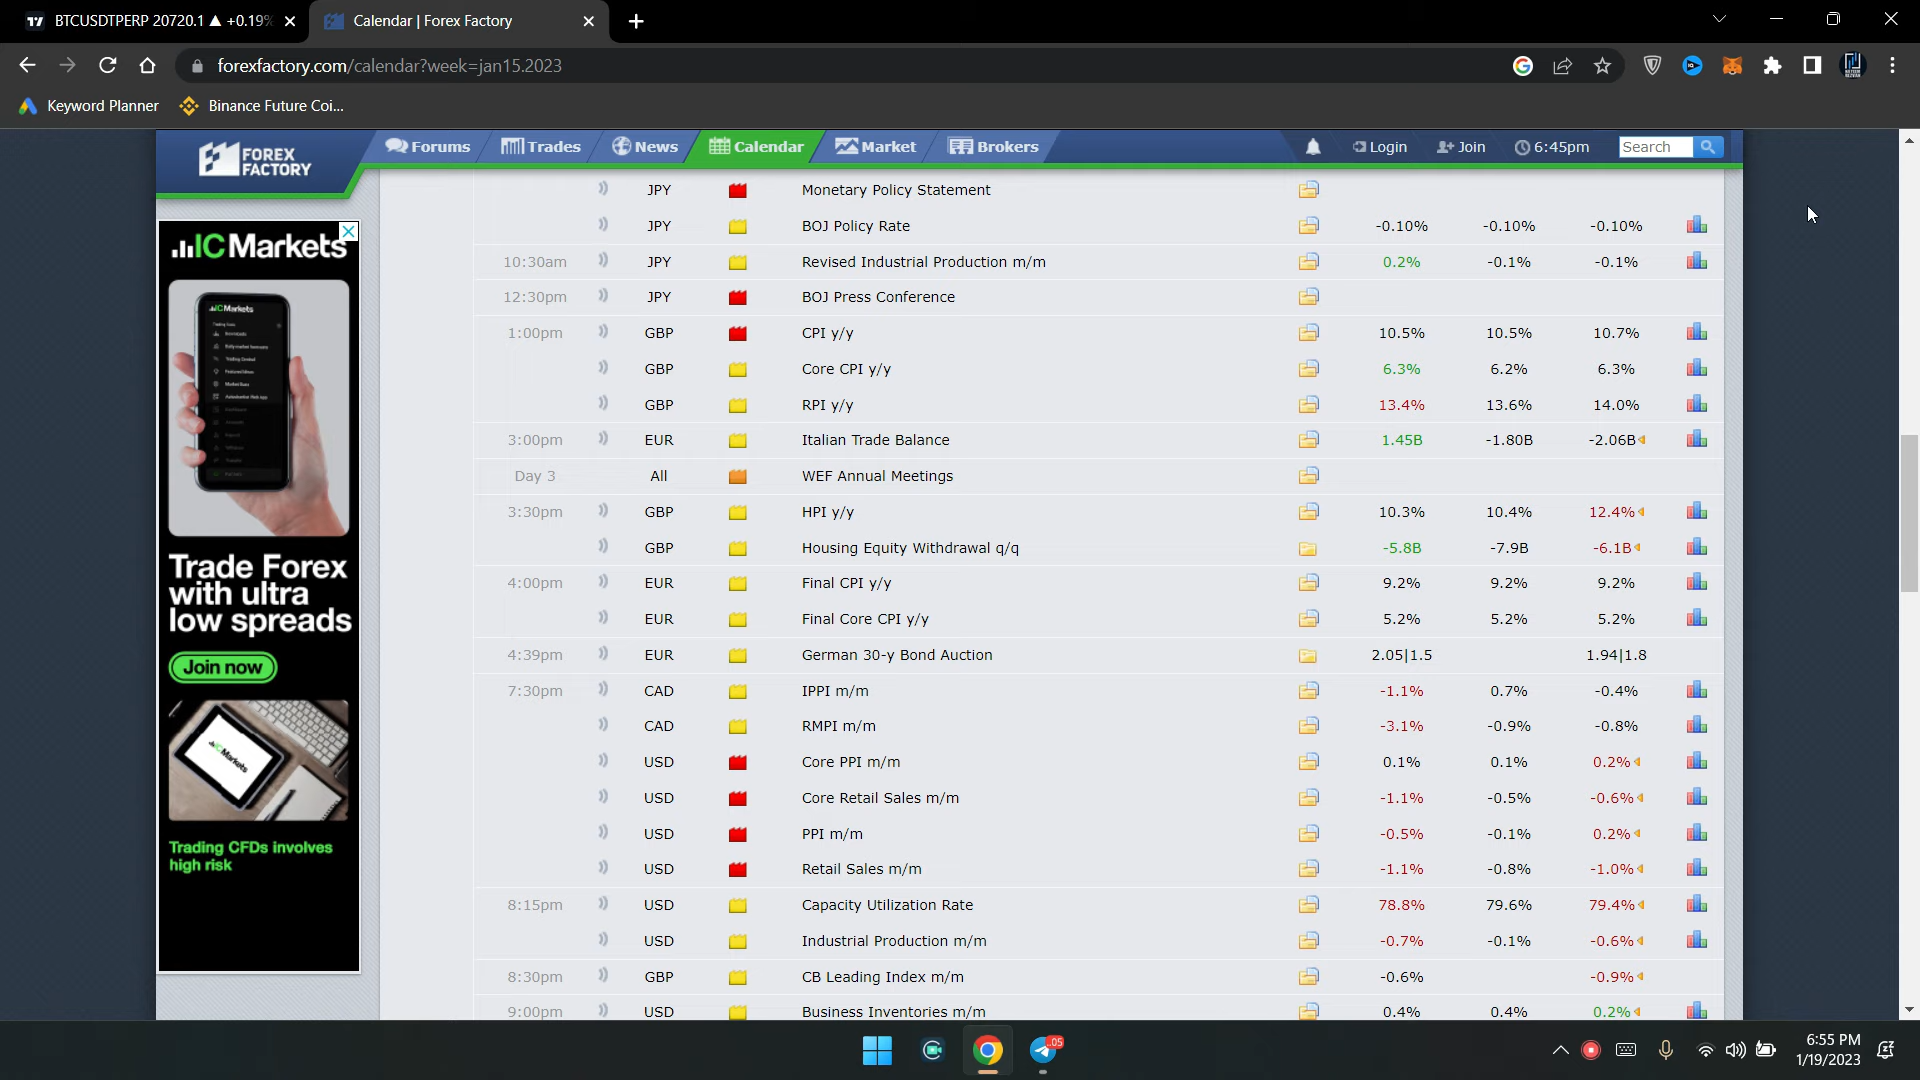 BTCUSDTPERP 20720.1 ▲ +0.19%
Calendar | Forex Factory
forexfactory.com/calendar?week=jan15.2023
Keyword Planner
Binance Future Coi...
FOREX FACTORY
Forums
Trades
News
Calendar
Market
Brokers
Login
Join
6:45pm
Search
JPY Monetary Policy Statement
JPY BOJ Policy Rate -0.10% -0.10% -0.10%
10:30am JPY Revised Industrial Production m/m 0.2% -0.1% -0.1%
12:30pm JPY BOJ Press Conference
1:00pm GBP CPI y/y 10.5% 10.5% 10.7%
GBP Core CPI y/y 6.3% 6.2% 6.3%
GBP RPI y/y 13.4% 13.6% 14.0%
3:00pm EUR Italian Trade Balance 1.45B -1.80B -2.06B
Day 3 All WEF Annual Meetings
3:30pm GBP HPI y/y 10.3% 10.4% 12.4%
GBP Housing Equity Withdrawal q/q -5.8B -7.9B -6.1B
4:00pm EUR Final CPI y/y 9.2% 9.2% 9.2%
EUR Final Core CPI y/y 5.2% 5.2% 5.2%
4:39pm EUR German 30-y Bond Auction 2.05|1.5 1.94|1.8
7:30pm CAD IPPI m/m -1.1% 0.7% -0.4%
CAD RMPI m/m -3.1% -0.9% -0.8%
USD Core PPI m/m 0.1% 0.1% 0.2%
USD Core Retail Sales m/m -1.1% -0.5% -0.6%
USD PPI m/m -0.5% -0.1% 0.2%
USD Retail Sales m/m -1.1% -0.8% -1.0%
8:15pm USD Capacity Utilization Rate 78.8% 79.6% 79.4%
USD Industrial Production m/m -0.7% -0.1% -0.6%
8:30pm GBP CB Leading Index m/m -0.6% -0.9%
9:00pm USD Business Inventories m/m 0.4% 0.4% 0.2%
IC Markets
IC Markets
Trade Forex
with ultra
low spreads
Join now
IC Markets
Trading CFDs involves
high risk
.05
6:55 PM
1/19/2023